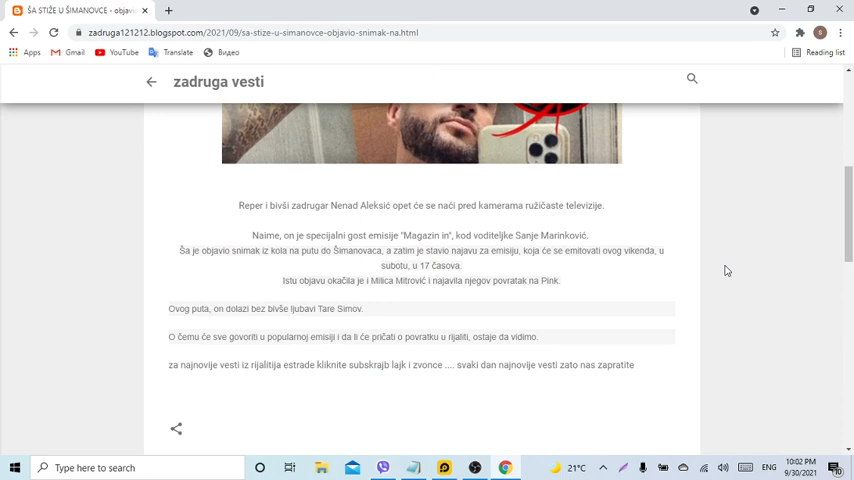 ŠA STIŽE U ŠIMANOVCE - objavio
zadruga121212.blogspot.com/2021/09/sa-stize-u-simanovce-objavio-snimak-na.html
S
Apps Gmail YouTube Translate Видео Reading list
zadruga vesti
Reper i bivši zadrugar Nenad Aleksić opet će se naći pred kamerama ružičaste televizije.
Naime, on je specijalni gost emisije "Magazin in", kod voditeljke Sanje Marinković.
Ša je objavio snimak iz kola na putu do Šimanovaca, a zatim je stavio najavu za emisiju, koja će se emitovati ovog vikenda, u
subotu, u 17 časova.
Istu objavu okačila je i Milica Mitrović i najavila njegov povratak na Pink.
Ovog puta, on dolazi bez bivše ljubavi Tare Simov.
O čemu će sve govoriti u popularnoj emisiji i da li će pričati o povratku u rijaliti, ostaje da vidimo.
za najnovije vesti iz rijalitija estrade kliknite subskrajb lajk i zvonce .... svaki dan najnovije vesti zato nas zapratite
Type here to search
21°C
ENG
10:02 PM
9/30/2021
10